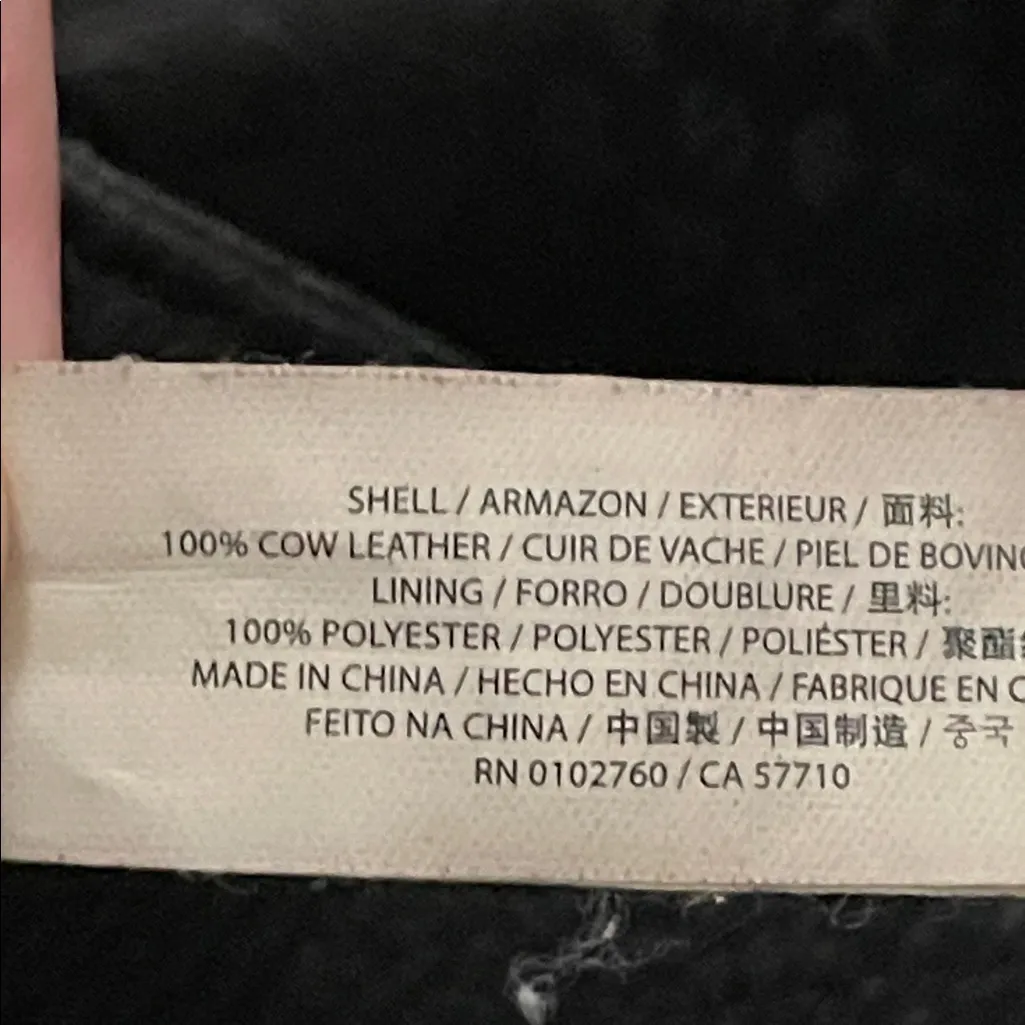 SHELL / ARMAZON / EXTERIEUR / 面料:
100% COW LEATHER / CUIR DE VACHE / PIEL DE
LINING / FORRO / DOUBLURE / 里料:
100% POLYESTER / POLYESTER / POLIÉSTER / 聚酯
MADE IN CHINA / HECHO EN CHINA / FABRIQUE EN
FEITO NA CHINA / 中国製 / 中国制造 / 중국
RN 0102760 / CA 57710